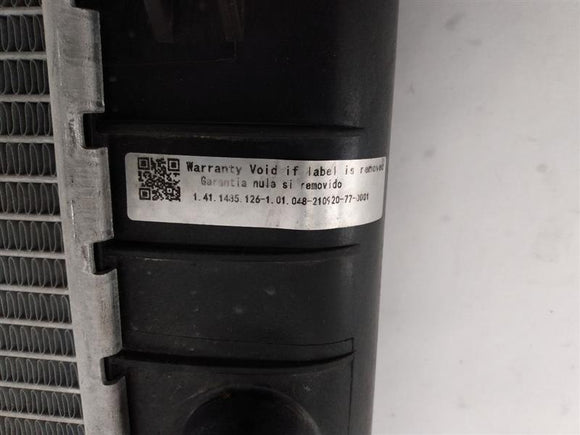 Warranty Void if label is removed
Garantia nula si removido
1.41.1435.126-1.01.048-210920-77-0001